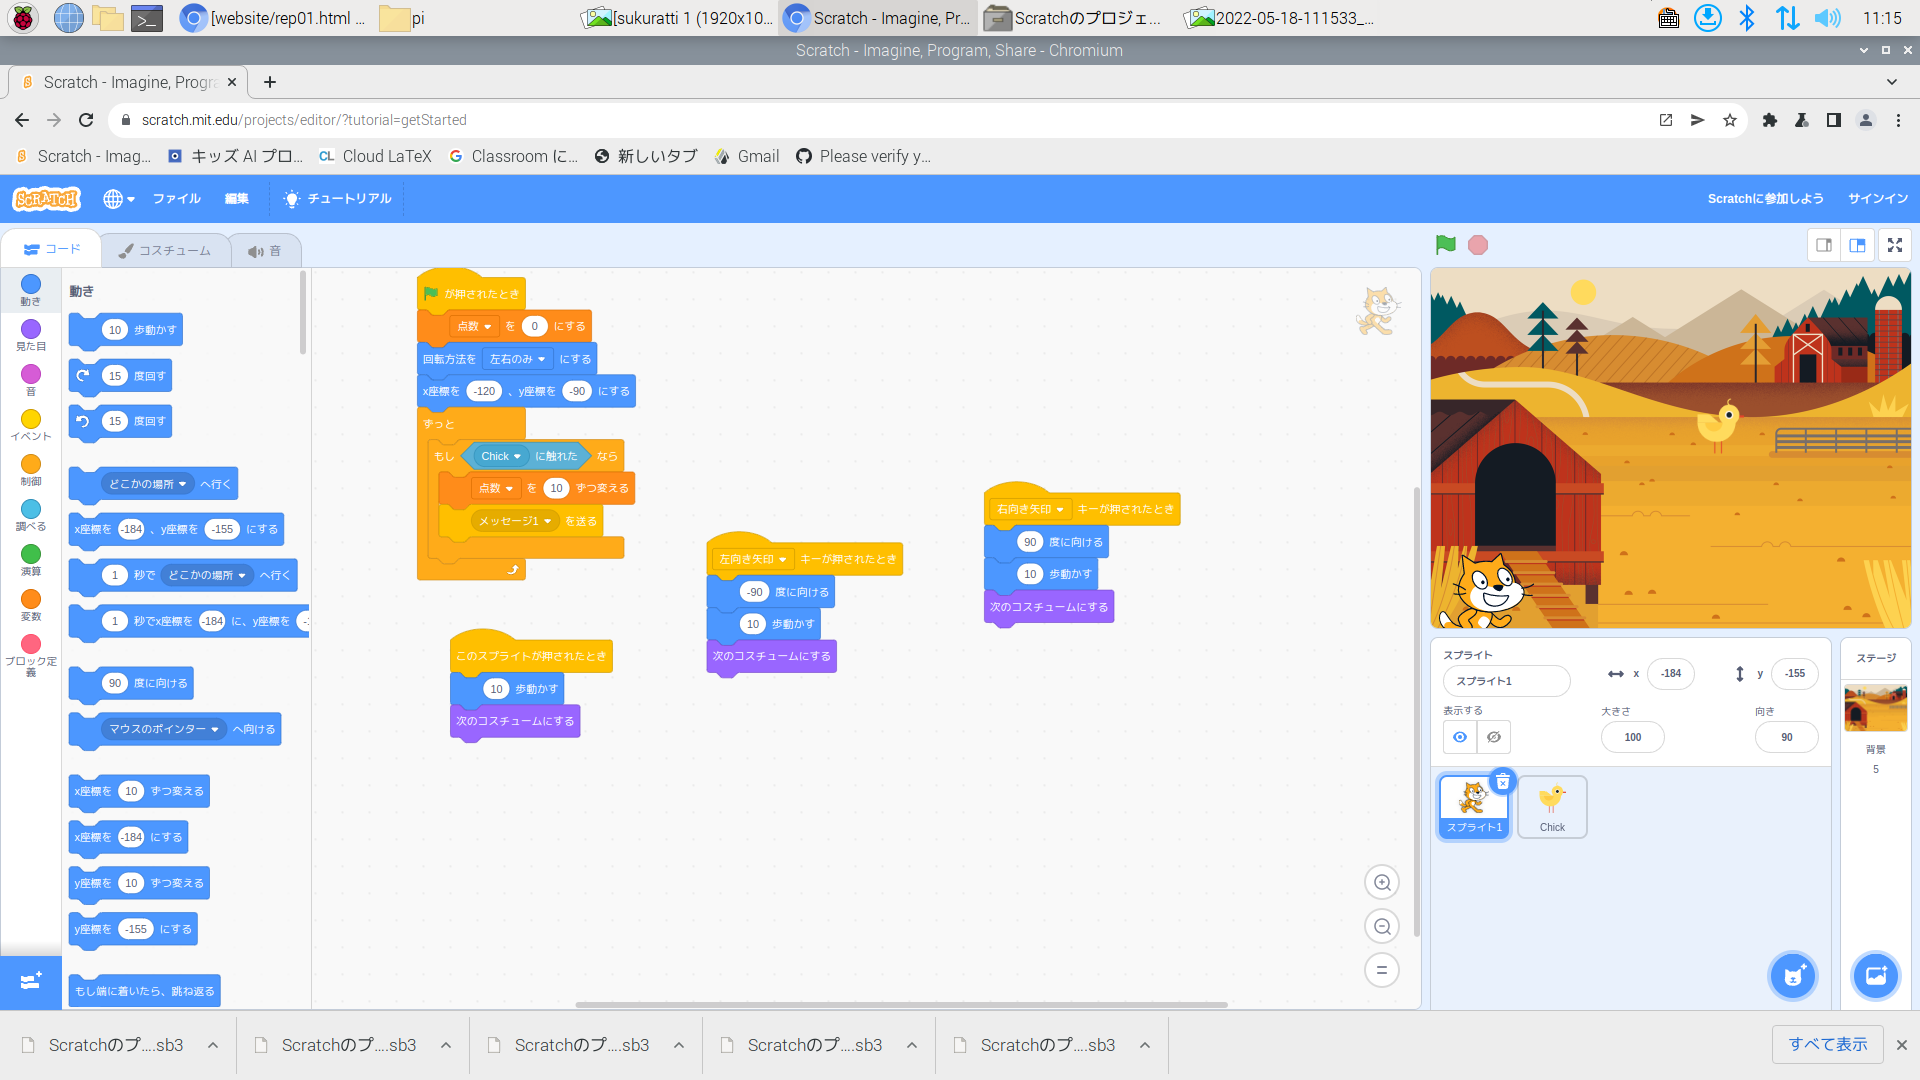 [website/rep01.html ...
pi
[sukuratti 1 (1920x10...
Scratch - Imagine, Pr...
Scratchのプロジェ...
2022-05-18-111533_...
11:15
Scratch - Imagine, Program, Share - Chromium
Scratch - Imagine, Progra
scratch.mit.edu/projects/editor/?tutorial=getStarted
Scratch - Imag...
キッズ AI プロ...
CL Cloud LaTeX
Classroom に...
新しいタブ
Gmail
Please verify y...
SCRATCH
ファイル
編集
チュートリアル
Scratchに参加しよう
サインイン
コード
コスチューム
音
動き
見た目
音
イベント
制御
調べる
演算
変数
ブロック定義
動き
10 歩動かす
15 度回す
15 度回す
どこかの場所 へ行く
x座標を -184 、y座標を -155 にする
1 秒で どこかの場所 へ行く
1 秒でx座標を -184 に、y座標を
90 度に向ける
マウスのポインター へ向ける
x座標を 10 ずつ変える
x座標を -184 にする
y座標を 10 ずつ変える
y座標を -155 にする
もし端に着いたら、跳ね返る
が押されたとき
点数 を 0 にする
回転方法を 左右のみ にする
x座標を -120 、y座標を -90 にする
ずっと
もし Chick に触れた なら
点数 を 10 ずつ変える
メッセージ1 を送る
このスプライトが押されたとき
10 歩動かす
次のコスチュームにする
左向き矢印 キーが押されたとき
-90 度に向ける
10 歩動かす
次のコスチュームにする
右向き矢印 キーが押されたとき
90 度に向ける
10 歩動かす
次のコスチュームにする
スプライト
スプライト1
x -184
y -155
表示する
大きさ
100
向き
90
スプライト1
Chick
ステージ
背景
5
Scratchのプ....sb3
Scratchのプ....sb3
Scratchのプ....sb3
Scratchのプ....sb3
Scratchのプ....sb3
すべて表示